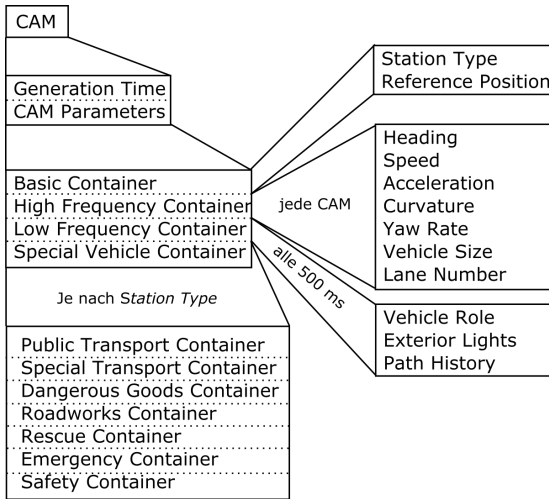 CAM
Generation Time
CAM Parameters
Basic Container
High Frequency Container
Low Frequency Container
Special Vehicle Container
Station Type
Reference Position
jede CAM
Heading
Speed
Acceleration
Curvature
Yaw Rate
Vehicle Size
Lane Number
alle 500 ms
Vehicle Role
Exterior Lights
Path History
Je nach Station Type
Public Transport Container
Special Transport Container
Dangerous Goods Container
Roadworks Container
Rescue Container
Emergency Container
Safety Container